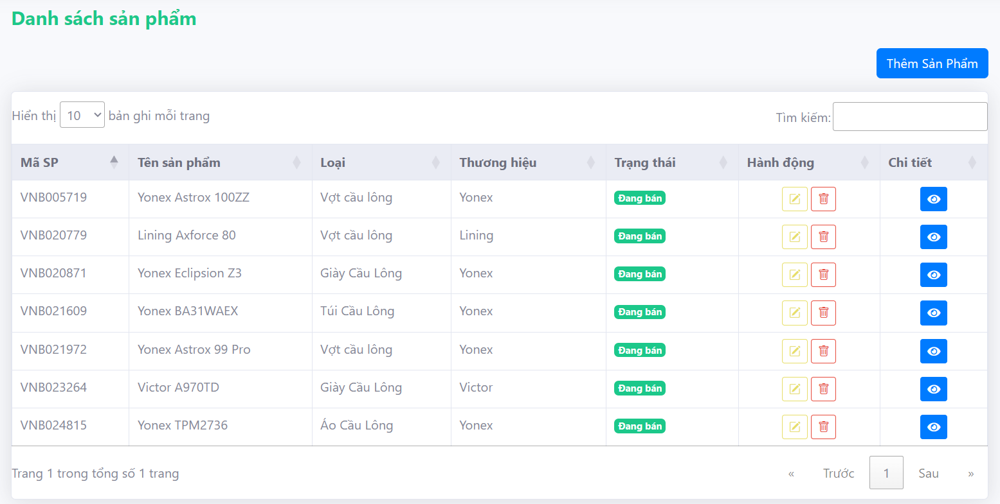 Danh sách sản phẩm
Thêm Sản Phẩm
Hiển thị 10 bản ghi mỗi trang Tìm kiếm:
Mã SP Tên sản phẩm Loại Thương hiệu Trạng thái Hành động Chi tiết
VNB005719 Yonex Astrox 100ZZ Vợt cầu lông Yonex Đang bán
VNB020779 Lining Axforce 80 Vợt cầu lông Lining Đang bán
VNB020871 Yonex Eclipsion Z3 Giày Cầu Lông Yonex Đang bán
VNB021609 Yonex BA31WAEX Túi Cầu Lông Yonex Đang bán
VNB021972 Yonex Astrox 99 Pro Vợt cầu lông Yonex Đang bán
VNB023264 Victor A970TD Giày Cầu Lông Victor Đang bán
VNB024815 Yonex TPM2736 Áo Cầu Lông Yonex Đang bán
Trang 1 trong tổng số 1 trang « Trước 1 Sau »